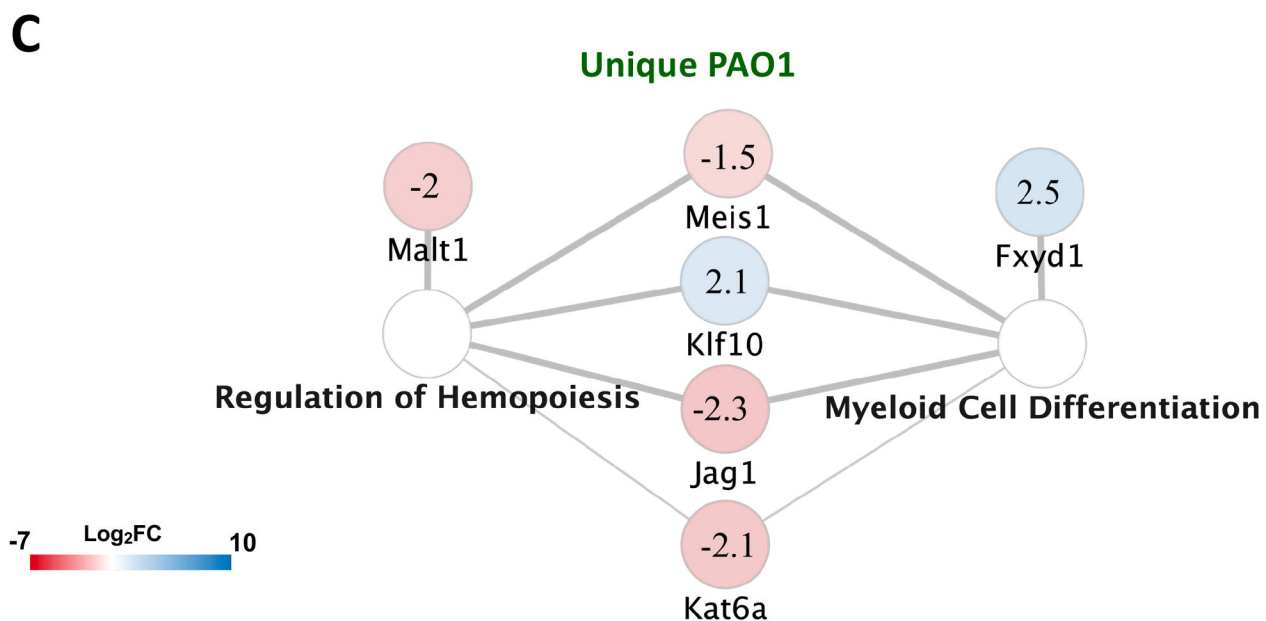 C
Unique PAO1
-2
Malt1
-1.5
Meis1
2.5
Fxyd1
2.1
Klf10
Regulation of Hemopoiesis
-2.3
Jag1
Myeloid Cell Differentiation
-2.1
Kat6a
-7 Log₂FC 10